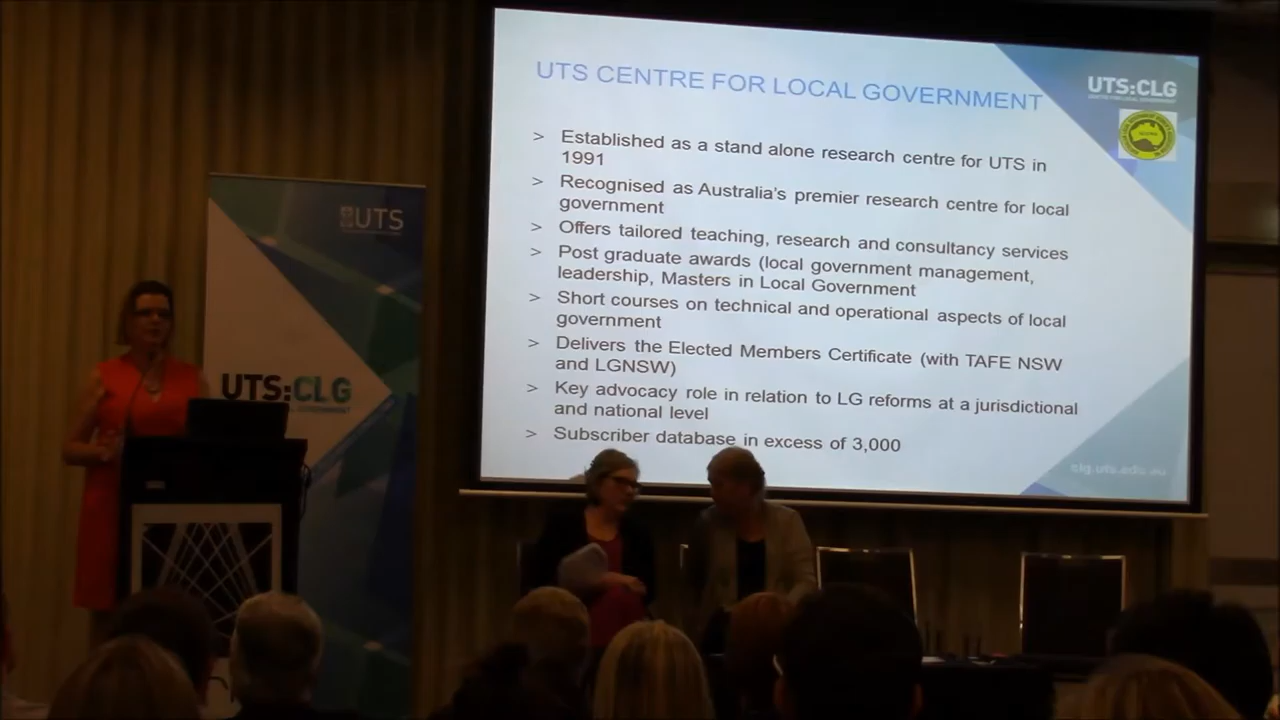 UTS CENTRE FOR LOCAL GOVERNMENT
UTS:CLG
CENTRE FOR LOCAL GOVERNMENT
> Established as a stand alone research centre for UTS in
1991
> Recognised as Australia's premier research centre for local
government
> Offers tailored teaching, research and consultancy services
> Post graduate awards (local government management,
leadership, Masters in Local Government
> Short courses on technical and operational aspects of local
government
> Delivers the Elected Members Certificate (with TAFE NSW
and LGNSW)
> Key advocacy role in relation to LG reforms at a jurisdictional
and national level
> Subscriber database in excess of 3,000
clg.uts.edu.au
UTS
UTS:CLG